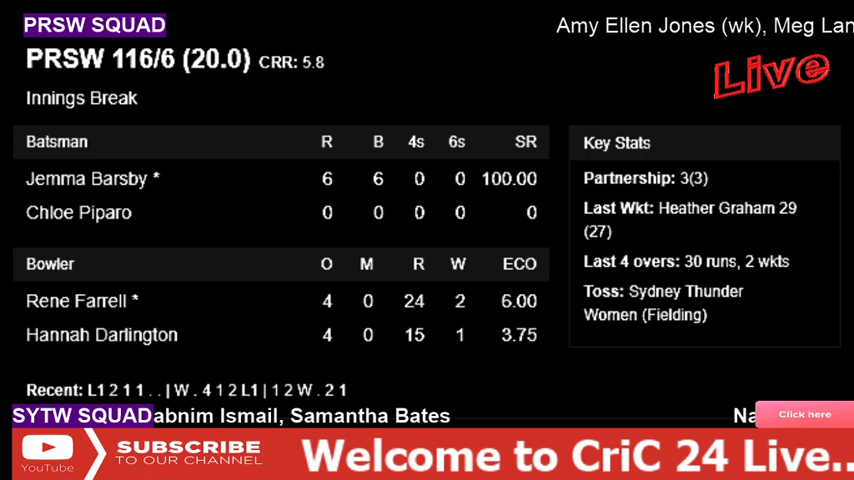 PRSW SQUAD
Amy Ellen Jones (wk), Meg Lan
PRSW 116/6 (20.0) CRR: 5.8
Live
Innings Break
Batsman R B 4s 6s SR
Jemma Barsby * 6 6 0 0 100.00
Chloe Piparo 0 0 0 0 0
Bowler O M R W ECO
Rene Farrell * 4 0 24 2 6.00
Hannah Darlington 4 0 15 1 3.75
Key Stats
Partnership: 3(3)
Last Wkt: Heather Graham 29
(27)
Last 4 overs: 30 runs, 2 wkts
Toss: Sydney Thunder
Women (Fielding)
Recent: L1 2 1 1 . . | W . 4 1 2 L1 | 1 2 W . 2 1
SYTW SQUAD abnim Ismail, Samantha Bates Na
Click here
YouTube
SUBSCRIBE
TO OUR CHANNEL
Welcome to CriC 24 Live..